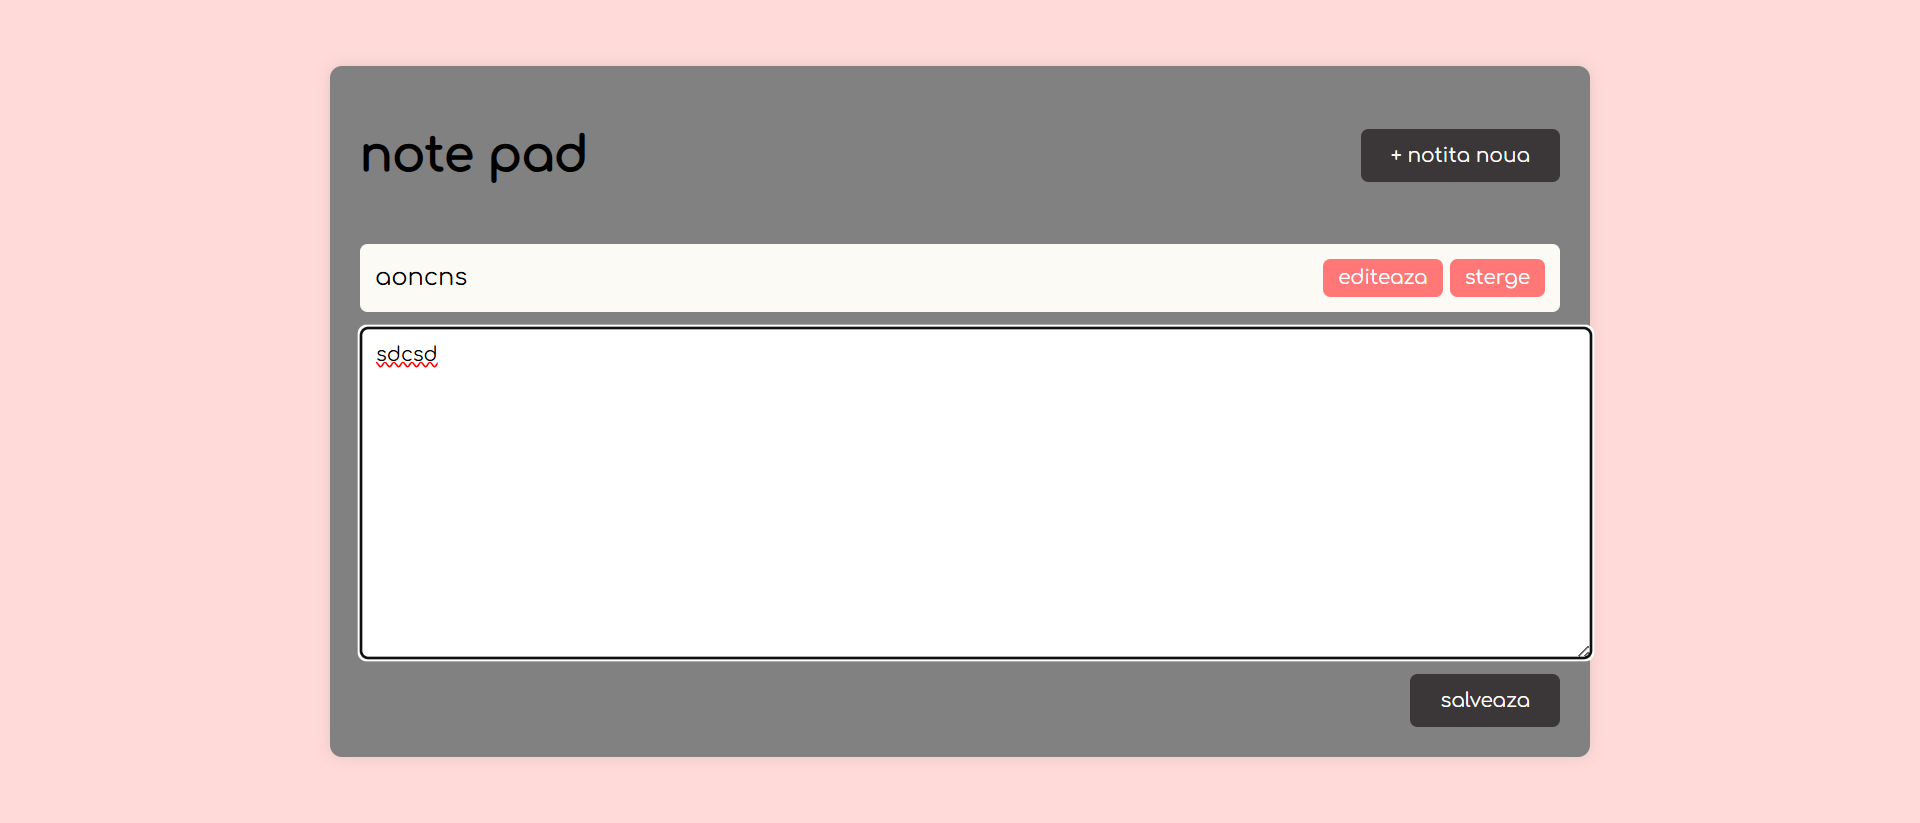 note pad
+ notita noua
aoncns
editeaza
sterge
sdcsd
salveaza